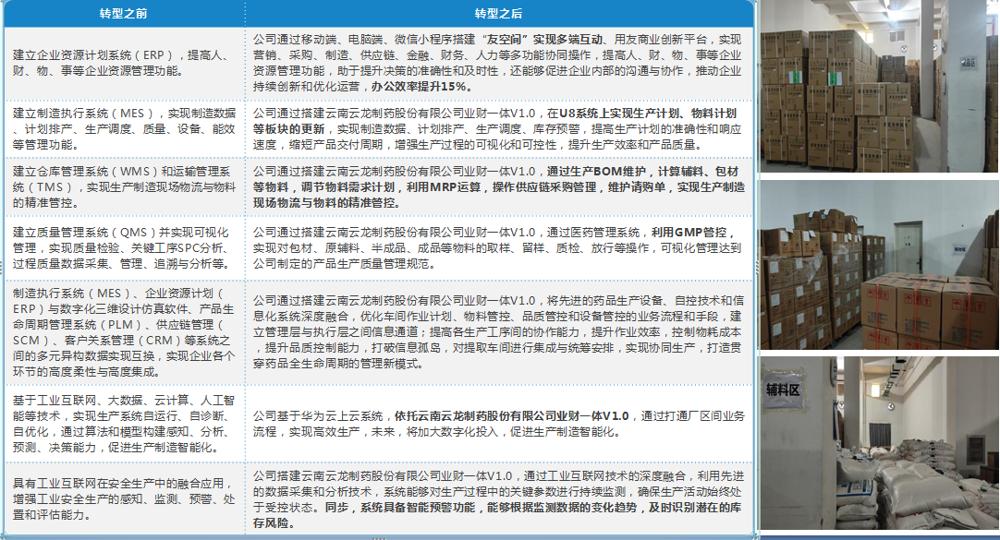 转型之前
转型之后
建立企业资源计划系统（ERP），提高人、
财、物、事等企业资源管理功能。
公司通过移动端、电脑端、微信小程序搭建“友空间”实现多端互动、用友商业创新平台，实现
营销、采购、制造、供应链、金融、财务、人力等多功能协同操作，提高人、财、物、事等企业
资源管理功能，助于提升决策的准确性和及时性，还能够促进企业内部的沟通与协作，推动企业
持续创新和优化运营，办公效率提升15%。
建立制造执行系统（MES），实现制造数据
、计划排产、生产调度、质量、设备、能效
等管理功能。
公司通过搭建云南云龙制药股份有限公司业财一体V1.0，在U8系统上实现生产计划、物料计划
等板块的更新，实现制造数据、计划排产、生产调度、库存预警，提高生产计划的准确性和响应
速度，缩短产品交付周期，增强生产过程的可视化和可控性，提升生产效率和产品质量。
建立仓库管理系统（WMS）和运输管理系
统（TMS），实现生产制造现场物流与物料
的精准管控。
公司通过搭建云南云龙制药股份有限公司业财一体V1.0，通过生产BOM维护，计算辅料、包材
等物料，调节物料需求计划，利用MRP运算，操作供应链采购管理，维护请购单，实现生产制造
现场物流与物料的精准管控。
建立质量管理系统（QMS）并实现可视化
管理，实现质量检验、关键工序SPC分析、
过程质量数据采集、管理、追溯与分析等。
公司通过搭建云南云龙制药股份有限公司业财一体V1.0，通过医药管理系统，利用GMP管控，
实现对包材、原辅料、半成品、成品等物料的取样、留样、质检、放行等操作，可视化管理达到
公司制定的产品生产质量管理规范。
制造执行系统（MES）、企业资源计划（
ERP）与数字化三维设计仿真软件、产品生
命周期管理系统（PLM）、供应链管理（
SCM）、客户关系管理（CRM）等系统之
间的多元异构数据实现互换，实现企业各个
环节的高度柔性与高度集成。
公司通过搭建云南云龙制药股份有限公司业财一体V1.0，将先进的药品生产设备、自控技术和信
息化系统深度融合，优化车间作业计划、物料管控、品质管控和设备管控的业务流程和手段，建
立管理层与执行层之间信息通道；提高各生产工序间的协作能力，提升作业效率，控制物耗成本
，提升品质控制能力，打破信息孤岛，对提取车间进行集成与统筹安排，实现协同生产，打造贯
穿药品全生命周期的管理新模式。
基于工业互联网、大数据、云计算、人工智
能等技术，实现生产系统自运行、自诊断、
自优化，通过算法和模型构建感知、分析、
预测、决策能力，促进生产制造智能化。
公司基于华为云上云系统，依托云南云龙制药股份有限公司业财一体V1.0，通过打通厂区间业务
流程，实现高效生产，未来，将加大数字化投入，促进生产制造智能化。
具有工业互联网在安全生产中的融合应用，
增强工业安全生产的感知、监测、预警、处
置和评估能力。
公司搭建云南云龙制药股份有限公司业财一体V1.0，通过工业互联网技术的深度融合，利用先进
的数据采集和分析技术，系统能够对生产过程中的关键参数进行持续监测，确保生产活动始终处
于受控状态。同步，系统具备智能预警功能，能够根据监测数据的变化趋势，及时识别潜在的库
存风险。
辅料区